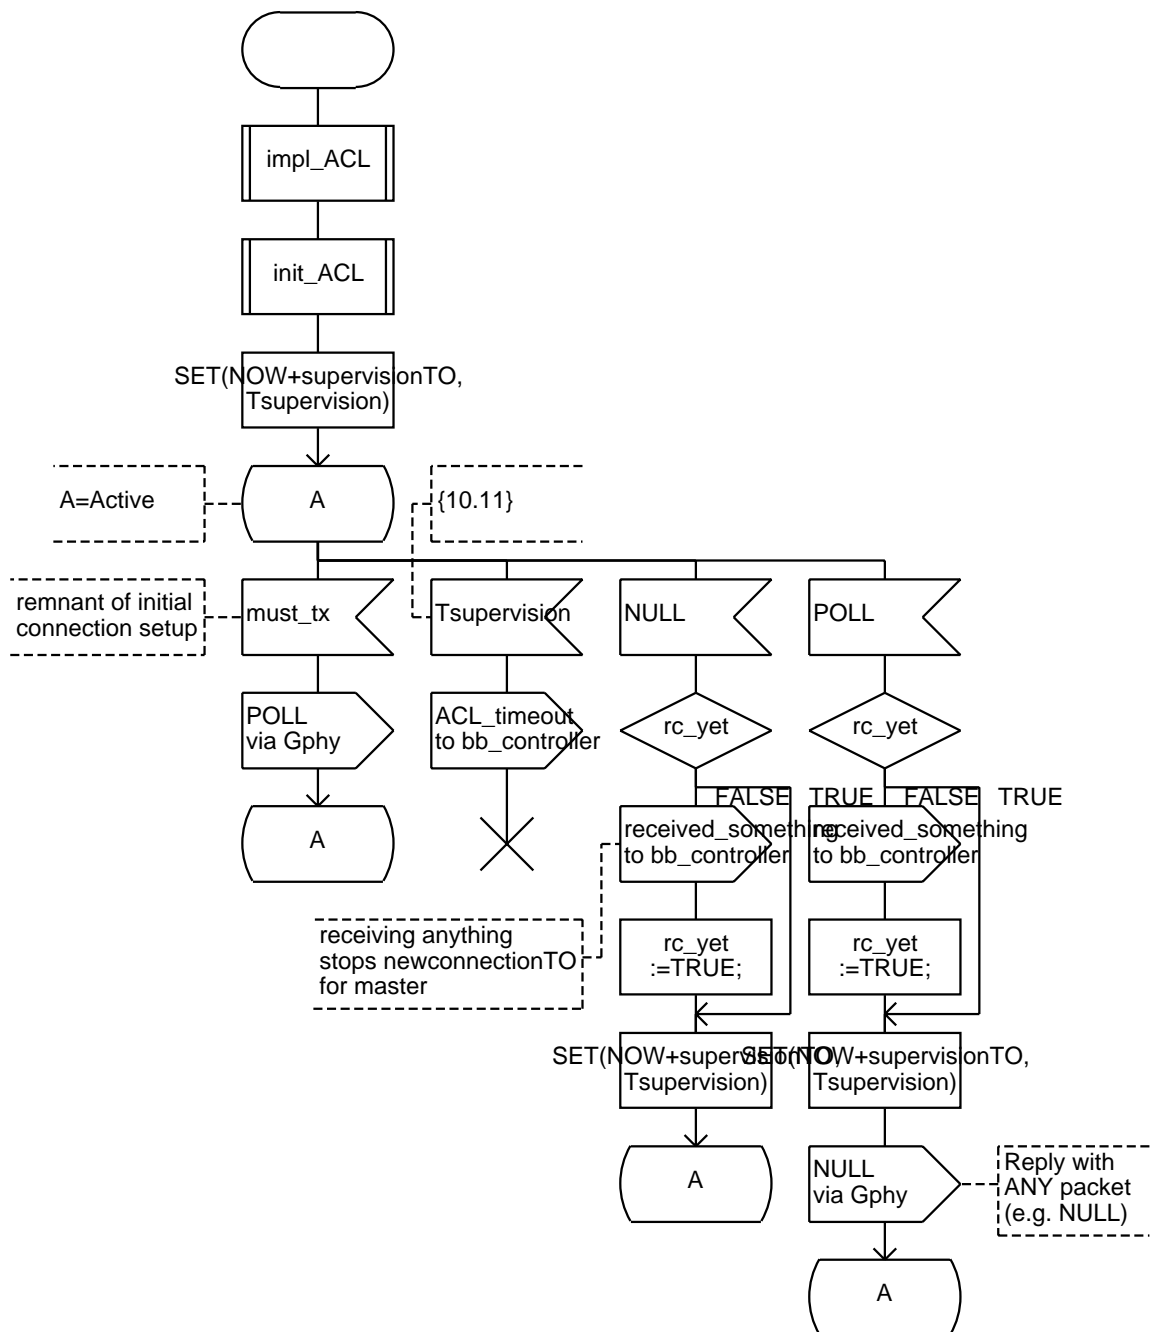 impl_ACL
init_ACL
SET(NOW+supervisionTO,
Tsupervision)
A=Active
A
{10.11}
remnant of initial
connection setup
must_tx
Tsupervision
NULL
POLL
POLL
via Gphy
ACL_timeout
to bb_controller
rc_yet
rc_yet
FALSE
TRUE
FALSE
TRUE
A
received_something
to bb_controller
received_something
to bb_controller
receiving anything
stops newconnectionTO
for master
rc_yet
:=TRUE;
rc_yet
:=TRUE;
SET(NOW+supervisionTO,
Tsupervision)
SET(NOW+supervisionTO,
Tsupervision)
A
NULL
via Gphy
Reply with
ANY packet
(e.g. NULL)
A